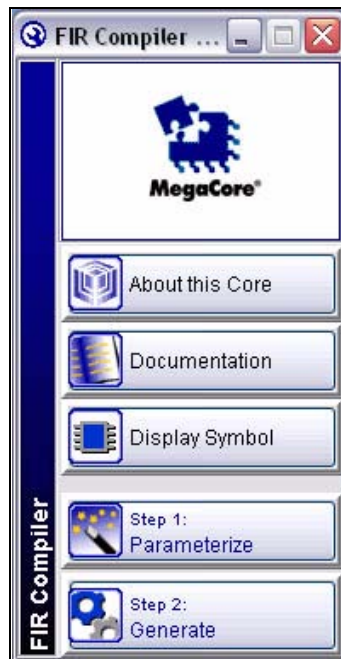 FIR Compiler ...
MegaCore®
About this Core
Documentation
Display Symbol
Step 1:
Parameterize
Step 2:
Generate
FIR Compiler